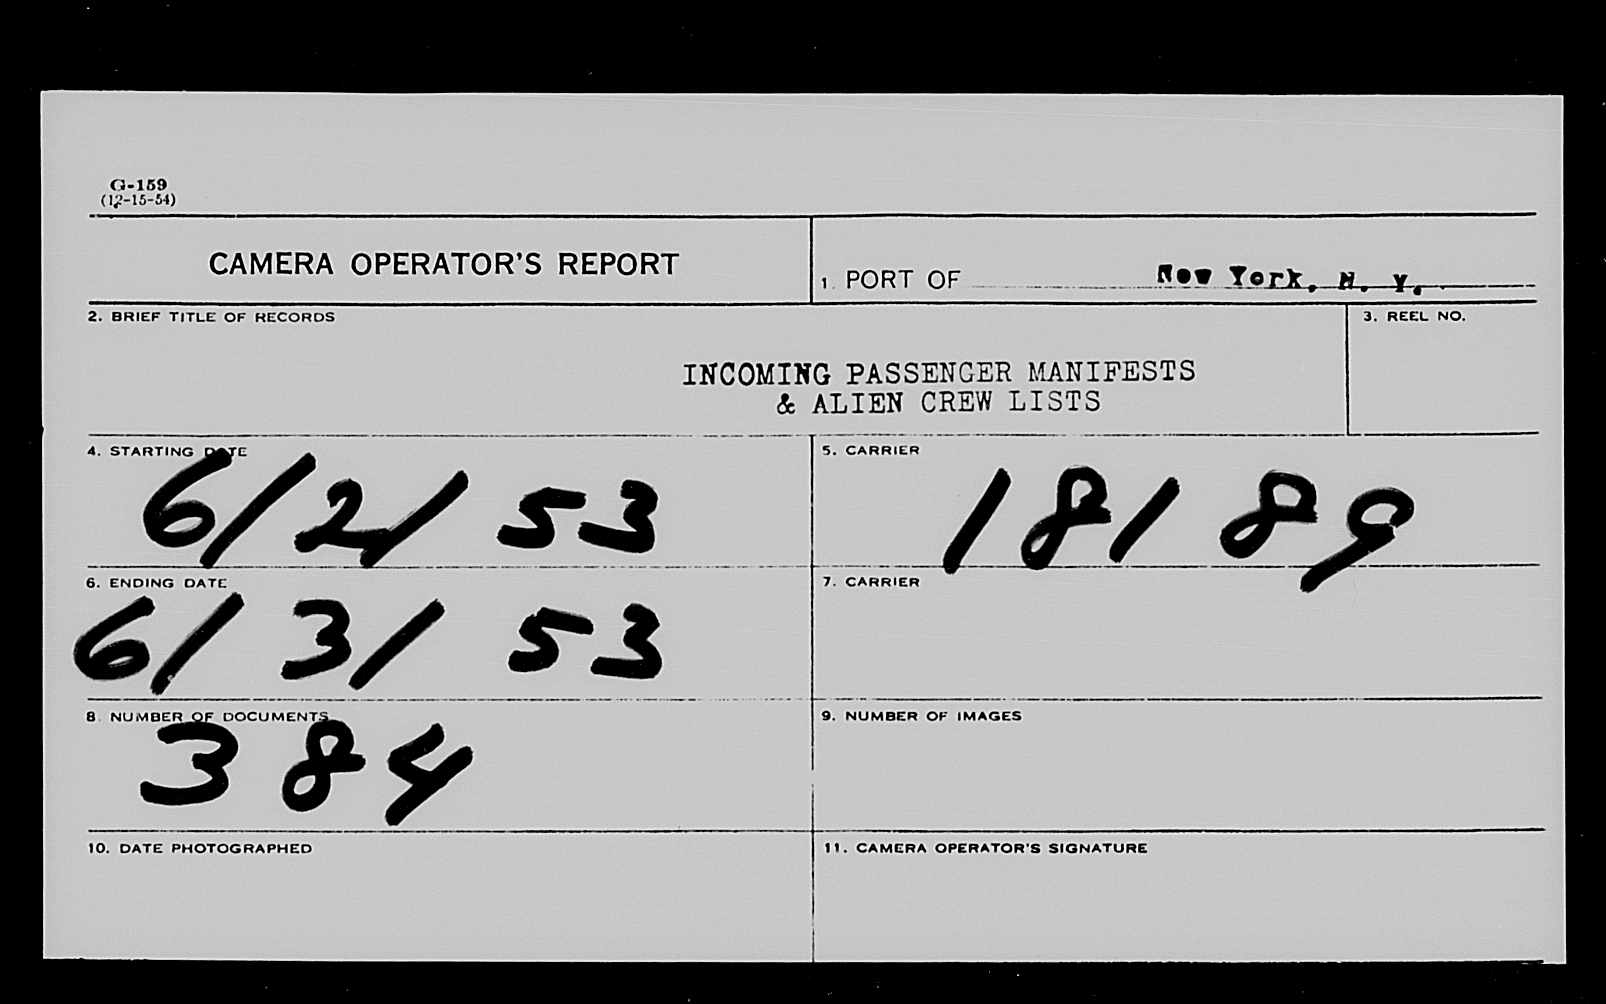 G-159
(12-15-54)
CAMERA OPERATOR'S REPORT
1. PORT OF New York, N. Y.
2. BRIEF TITLE OF RECORDS
3. REEL NO.
INCOMING PASSENGER MANIFESTS
& ALIEN CREW LISTS
4. STARTING DATE
5. CARRIER
6/2/53
18189
6. ENDING DATE
7. CARRIER
6/3/53
8. NUMBER OF DOCUMENTS
9. NUMBER OF IMAGES
384
10. DATE PHOTOGRAPHED
11. CAMERA OPERATOR'S SIGNATURE